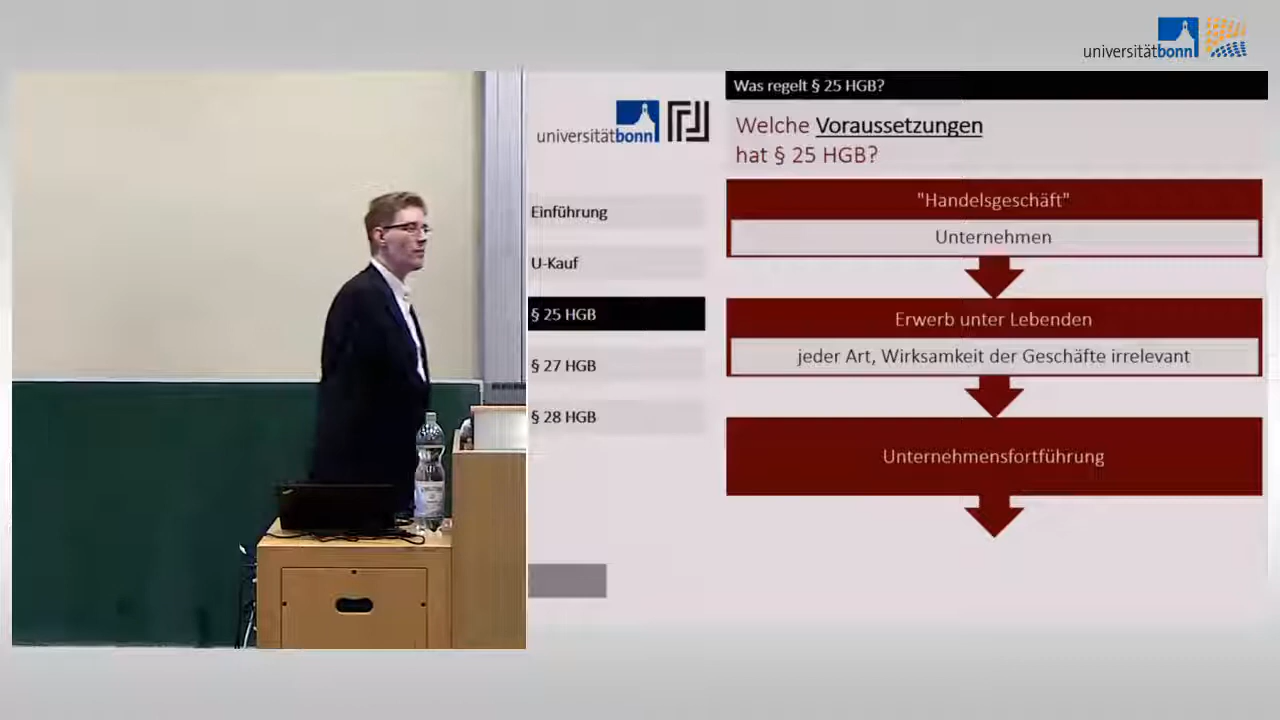 universitätbonn
Was regelt § 25 HGB?
universitätbonn
Welche Voraussetzungen
hat § 25 HGB?
"Handelsgeschäft"
Unternehmen
Erwerb unter Lebenden
jeder Art, Wirksamkeit der Geschäfte irrelevant
Unternehmensfortführung
Einführung
U-Kauf
§ 25 HGB
§ 27 HGB
§ 28 HGB